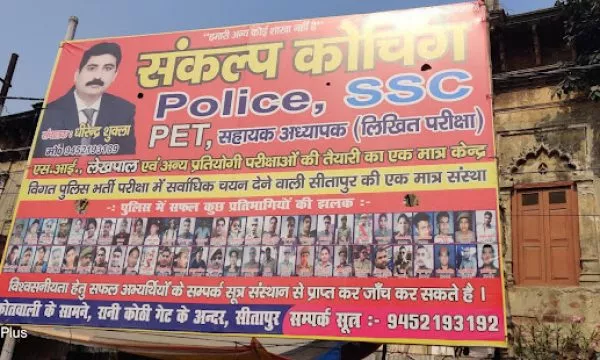 "हमारी अन्य कोई शाखा नहीं है"
संकल्प कोचिंग
Police, SSC
PET, सहायक अध्यापक (लिखित परीक्षा)
धीरेन्द्र शुक्ला
एस.आई., लेखपाल एवं अन्य प्रतियोगी परीक्षाओं की तैयारी का एक मात्र केन्द्र
विगत पुलिस भर्ती परीक्षा में सर्वाधिक चयन देने वाली सीतापुर की एक मात्र संस्था
-: पुलिस में सफल कुछ प्रतिभागियों की झलक :-
विश्वसनीयता हेतु सफल अभ्यर्थियों के सम्पर्क सूत्र संस्थान से प्राप्त कर जाँच कर सकते है ।
कोतवाली के सामने, रानी कोठी गेट के अन्दर, सीतापुर सम्पर्क सूत्र :- 9452193192
Plus